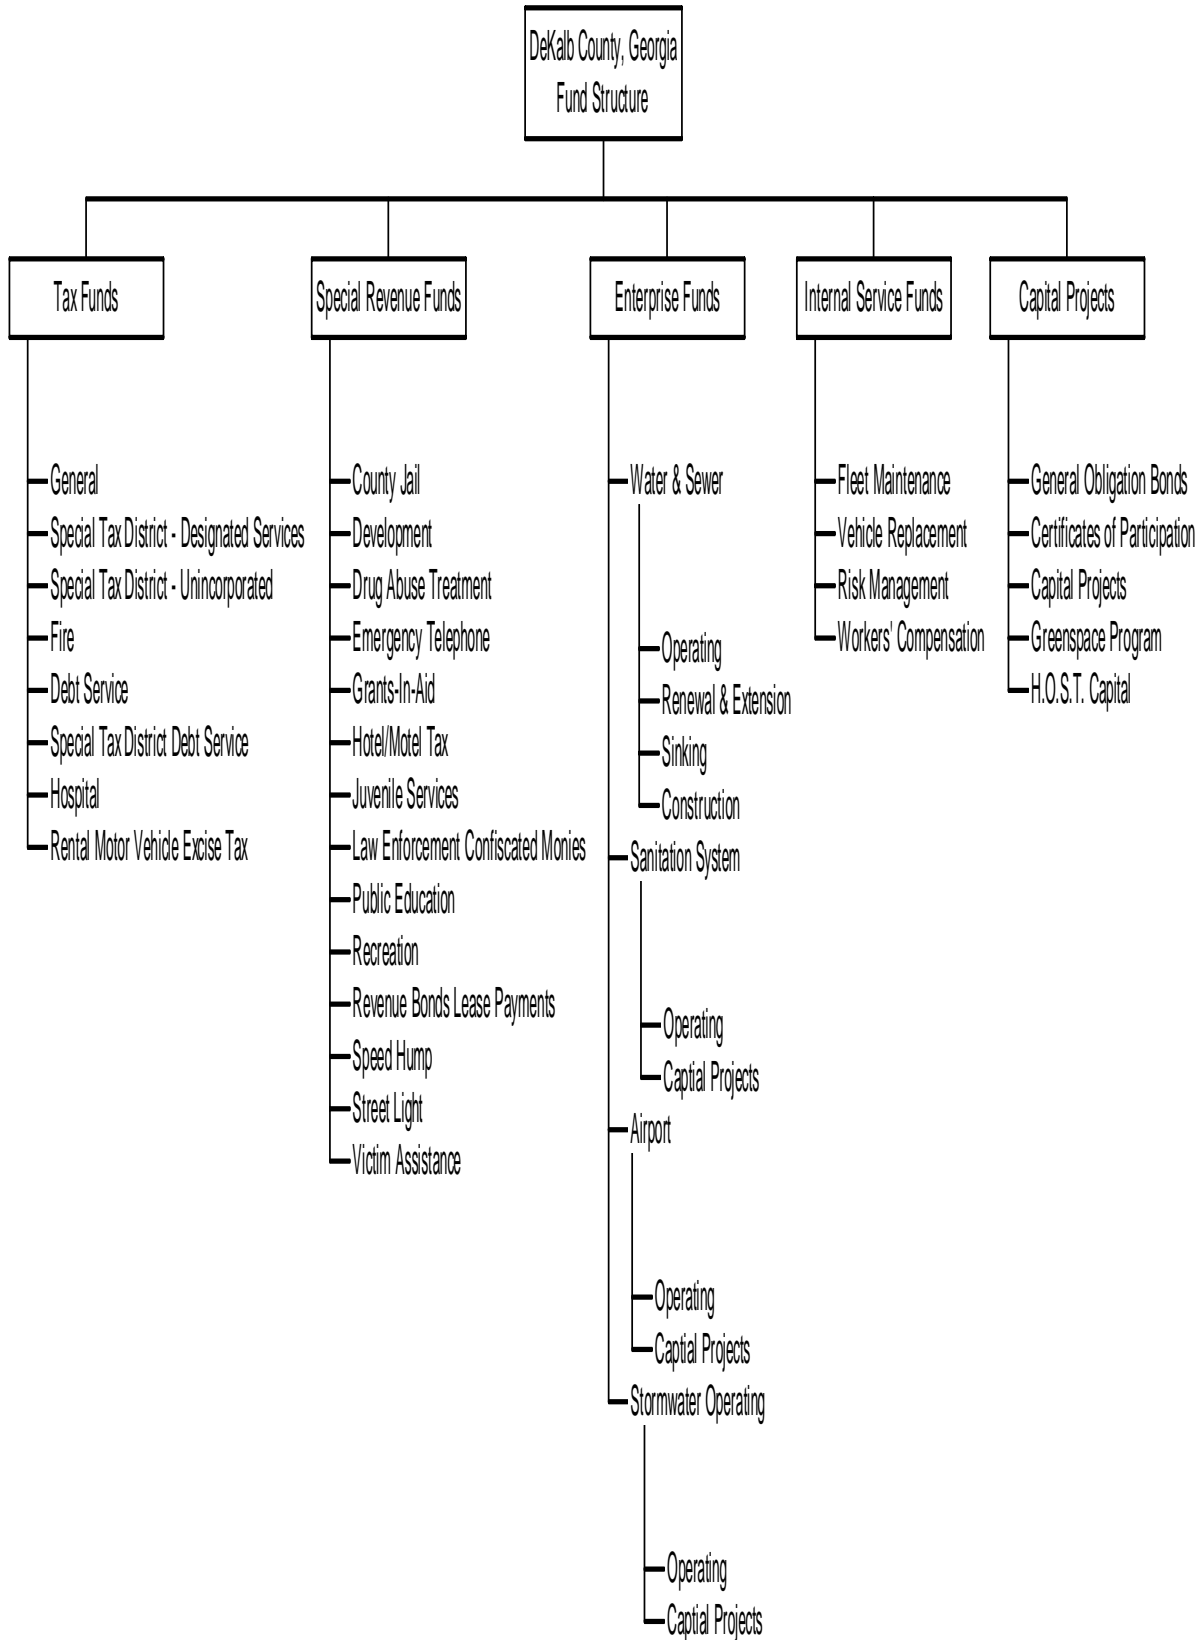 DeKalb County, Georgia
Fund Structure
Tax Funds
General
Special Tax District - Designated Services
Special Tax District - Unincorporated
Fire
Debt Service
Special Tax District Debt Service
Hospital
Rental Motor Vehicle Excise Tax
Special Revenue Funds
County Jail
Development
Drug Abuse Treatment
Emergency Telephone
Grants-In-Aid
Hotel/Motel Tax
Juvenile Services
Law Enforcement Confiscated Monies
Public Education
Recreation
Revenue Bonds Lease Payments
Speed Hump
Street Light
Victim Assistance
Enterprise Funds
Water & Sewer
Operating
Renewal & Extension
Sinking
Construction
Sanitation System
Operating
Captial Projects
Airport
Operating
Captial Projects
Stormwater Operating
Operating
Captial Projects
Internal Service Funds
Fleet Maintenance
Vehicle Replacement
Risk Management
Workers' Compensation
Capital Projects
General Obligation Bonds
Certificates of Participation
Capital Projects
Greenspace Program
H.O.S.T. Capital